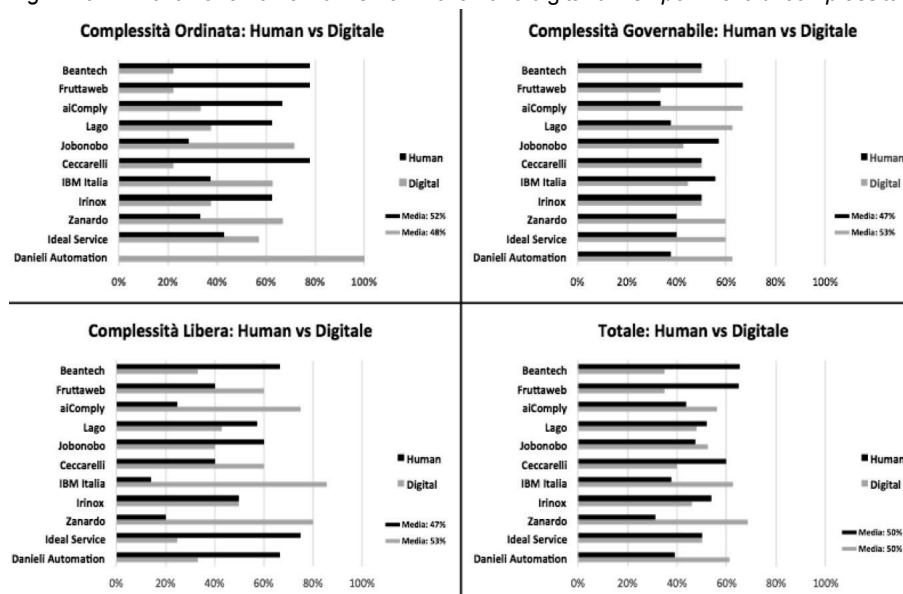 Complessità Ordinata: Human vs Digitale
Beantech
Fruttaweb
aiComply
Lago
Jobonobo
Ceccarelli
IBM Italia
Irinox
Zanardo
Ideal Service
Danieli Automation
0% 20% 40% 60% 80% 100%
Human
Digital
Media: 52%
Media: 48%
Complessità Governabile: Human vs Digitale
Beantech
Fruttaweb
aiComply
Lago
Jobonobo
Ceccarelli
IBM Italia
Irinox
Zanardo
Ideal Service
Danieli Automation
0% 20% 40% 60% 80% 100%
Human
Digital
Media: 47%
Media: 53%
Complessità Libera: Human vs Digitale
Beantech
Fruttaweb
aiComply
Lago
Jobonobo
Ceccarelli
IBM Italia
Irinox
Zanardo
Ideal Service
Danieli Automation
0% 20% 40% 60% 80% 100%
Human
Digital
Media: 47%
Media: 53%
Totale: Human vs Digitale
Beantech
Fruttaweb
aiComply
Lago
Jobonobo
Ceccarelli
IBM Italia
Irinox
Zanardo
Ideal Service
Danieli Automation
0% 20% 40% 60% 80% 100%
Human
Digital
Media: 50%
Media: 50%